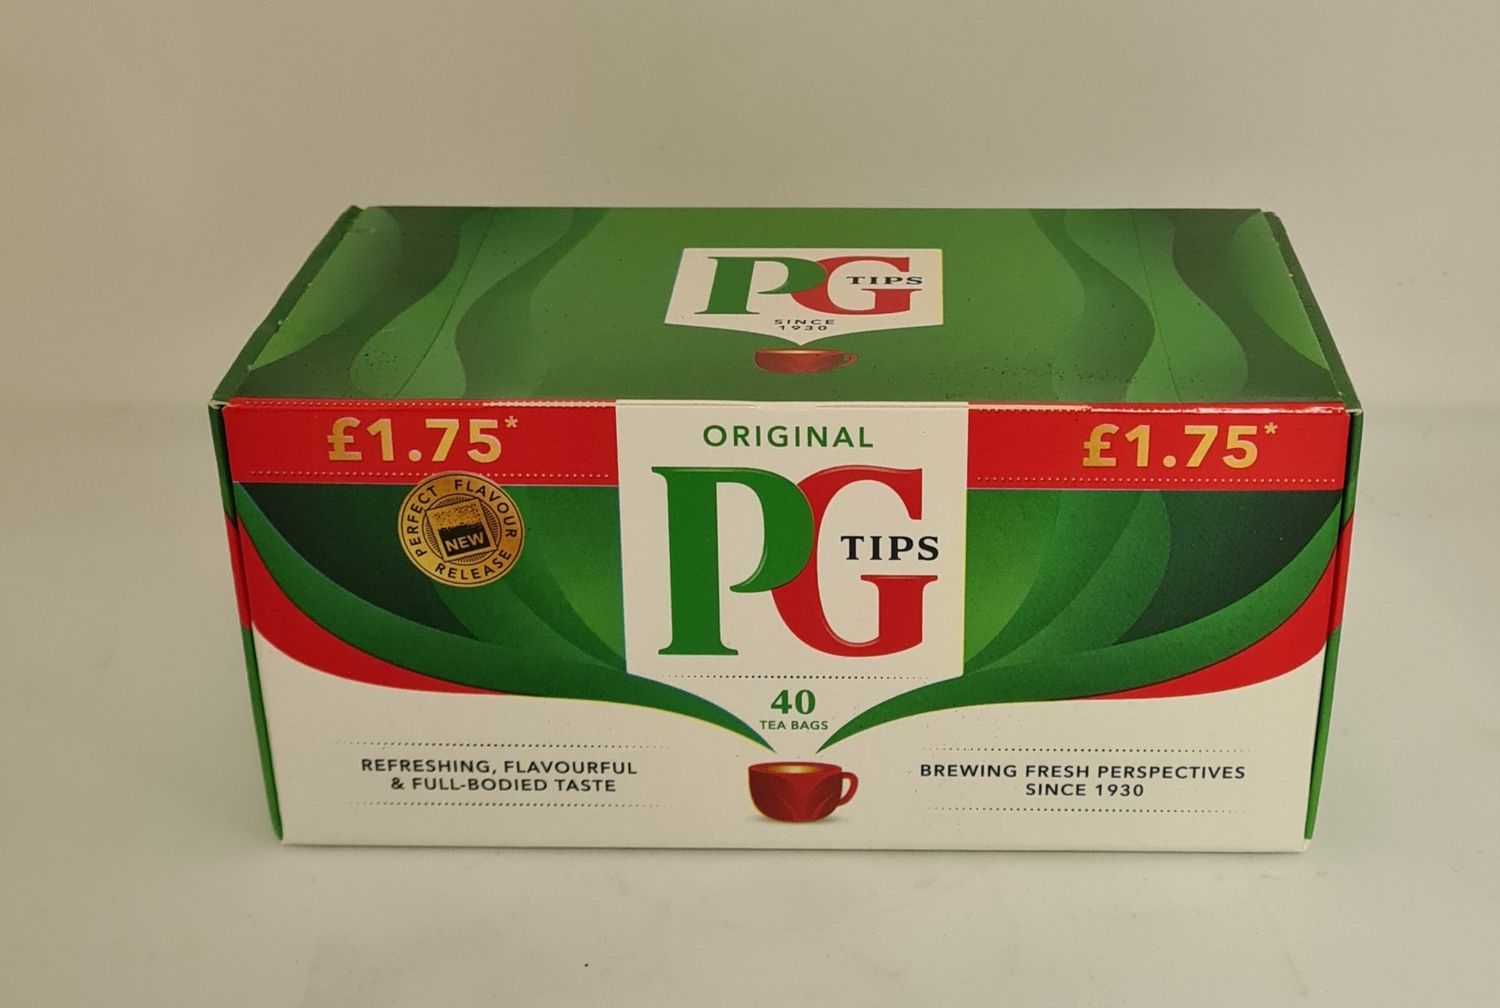 PG TIPS
SINCE
1930
£1.75*
ORIGINAL
£1.75*
PERFECT FLAVOUR
NEW
RELEASE
PG TIPS
40
TEA BAGS
REFRESHING, FLAVOURFUL
& FULL-BODIED TASTE
BREWING FRESH PERSPECTIVES
SINCE 1930